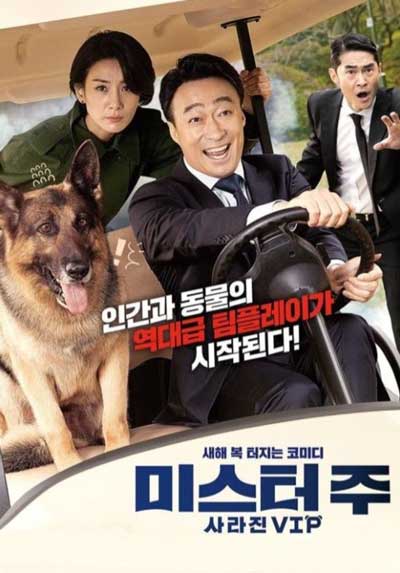 인간과 동물의
역대급 팀플레이가
시작된다!
새해 복 터지는 코미디
미스터 주
사라진 VIP